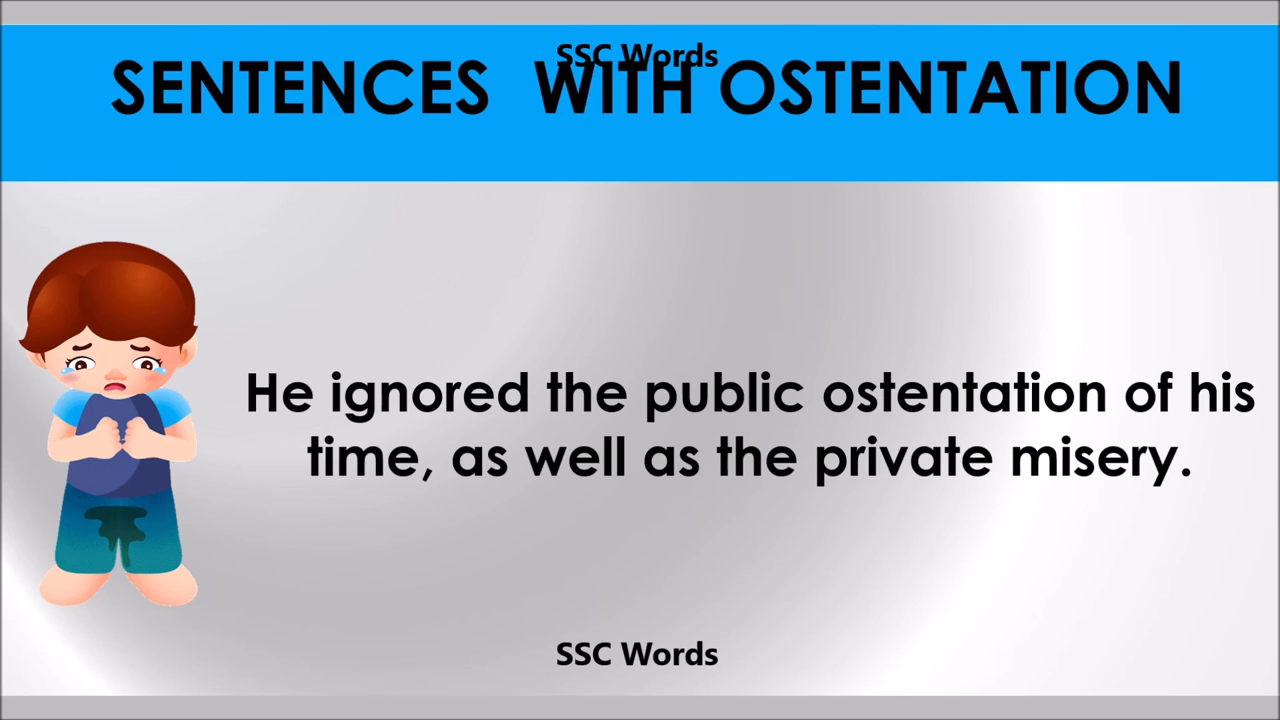 SSC Words
SENTENCES WITH OSTENTATION
He ignored the public ostentation of his
time, as well as the private misery.
SSC Words